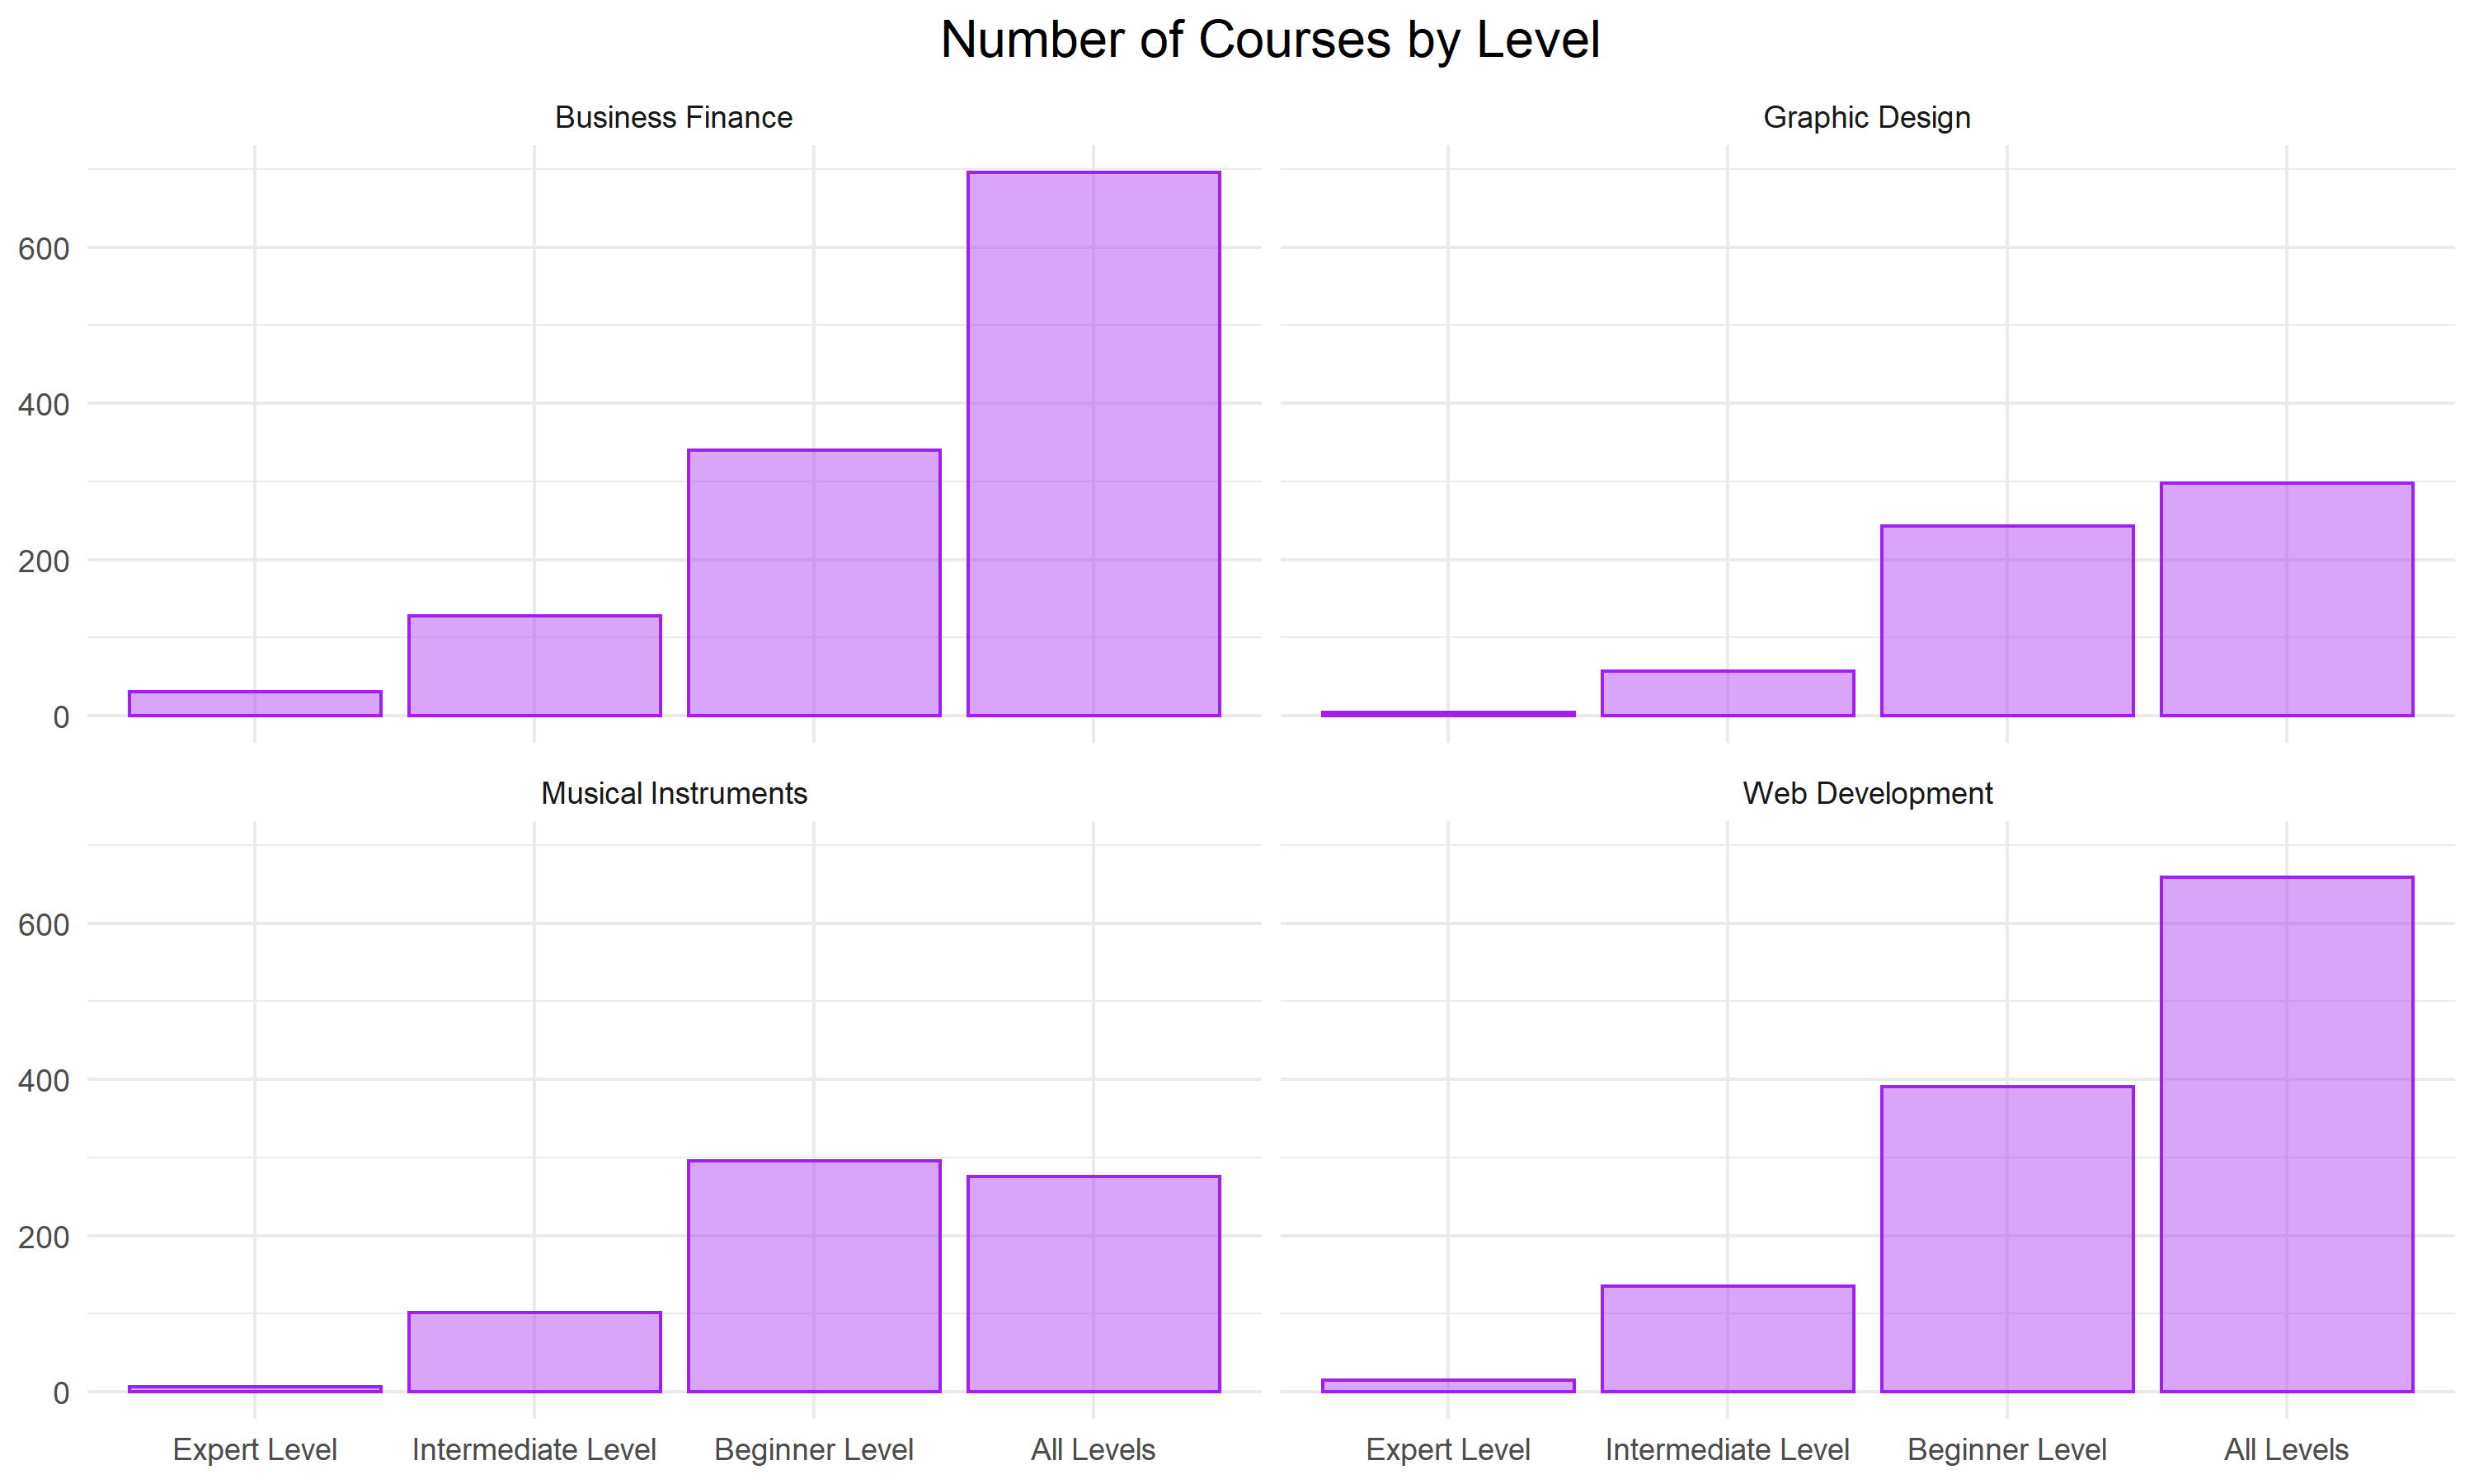 Number of Courses by Level
Business Finance
Graphic Design
600
400
200
0
Musical Instruments
Web Development
600
400
200
0
Expert Level
Intermediate Level
Beginner Level
All Levels
Expert Level
Intermediate Level
Beginner Level
All Levels